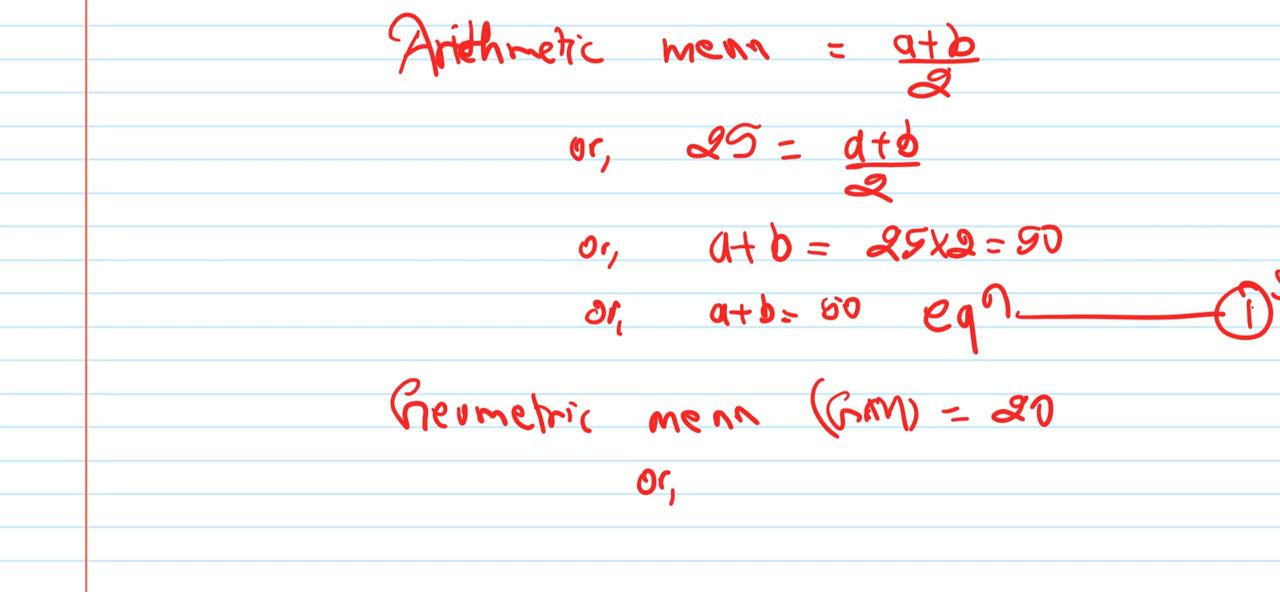 Arithmetic mean = a+b/2
or, 25 = a+b/2
or, a+b = 25×2=50
or, a+b= 50 eqn 1
Geometric mean (GM) = 20
or,